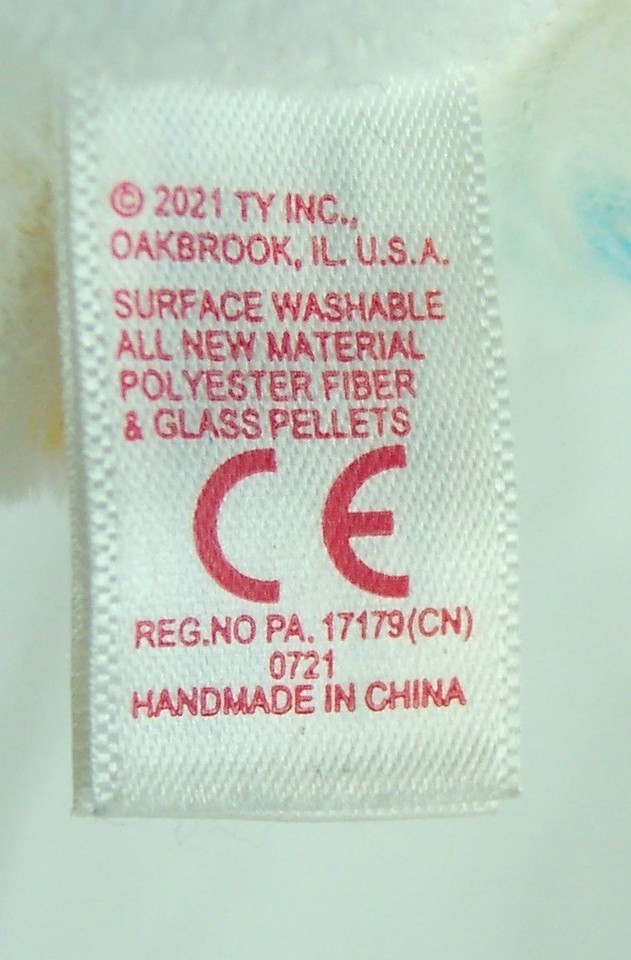 © 2021 TY INC.,
OAKBROOK, IL. U.S.A.
SURFACE WASHABLE
ALL NEW MATERIAL
POLYESTER FIBER
& GLASS PELLETS
CE
REG.NO PA. 17179(CN)
0721
HANDMADE IN CHINA